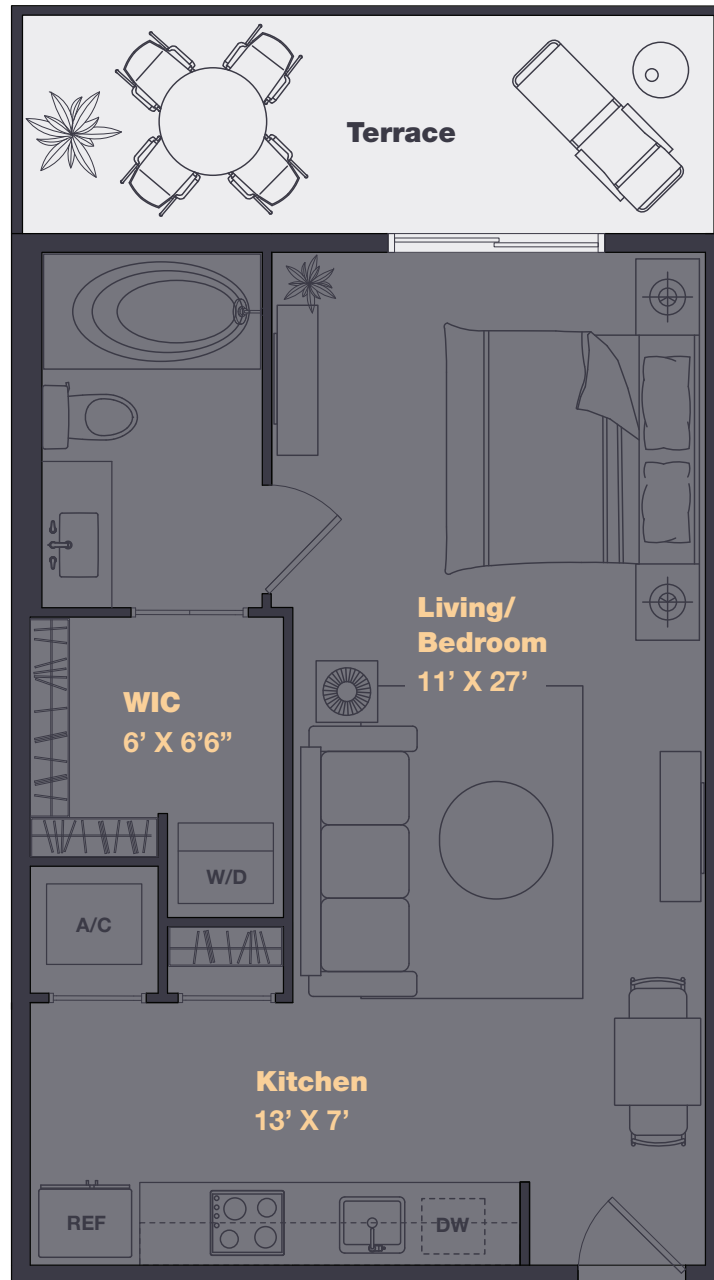 Terrace
Living/
Bedroom
11’ X 27’
WIC
6’ X 6’6”
W/D
A/C
Kitchen
13’ X 7’
REF
DW